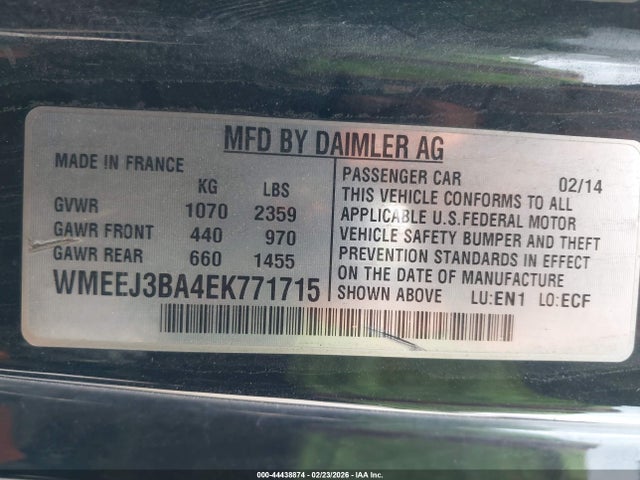 MFD BY DAIMLER AG
MADE IN FRANCE
KG LBS
GVWR 1070 2359
GAWR FRONT 440 970
GAWR REAR 660 1455
WMEEJ3BA4EK771715
PASSENGER CAR 02/14
THIS VEHICLE CONFORMS TO ALL
APPLICABLE U.S.FEDERAL MOTOR
VEHICLE SAFETY BUMPER AND THEFT
PREVENTION STANDARDS IN EFFECT
ON THE DATE OF MANUFACTURE
SHOWN ABOVE LU:EN1 LO:ECF
000-44438874 - 02/23/2026 - IAA Inc.